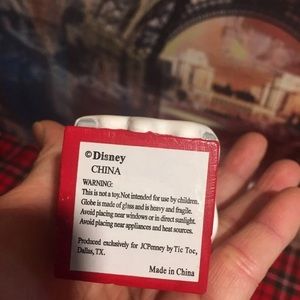 ©Disney
CHINA
WARNING:
This is not a toy.Not intended for use by children.
Globe is made of glass and is heavy and fragile.
Avoid placing near windows or in direct sunlight.
Avoid placing near appliances and heat sources.
Produced exclusively for JCPenney by Tic Toc,
Dallas, TX.
Made in China